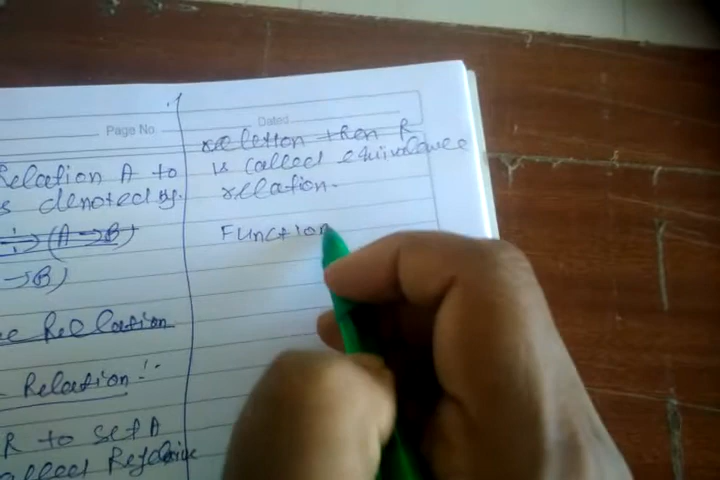 Page No.
Dated
Relation A to
s denoted by.
(A→B)
→B)
Relation
Relation:-
R to set A
called Reflexive
relation then R
is called equivalence
relation.
Function